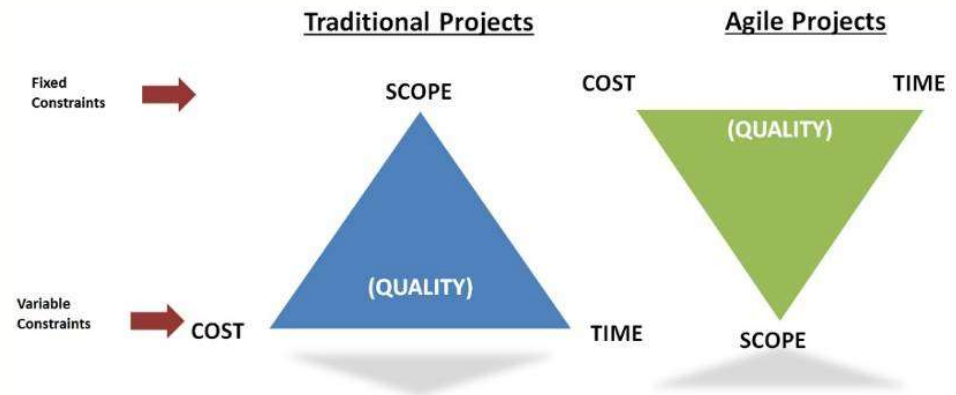 Traditional Projects
Agile Projects
Fixed
Constraints
SCOPE
COST
TIME
(QUALITY)
(QUALITY)
Variable
Constraints
COST
TIME
SCOPE